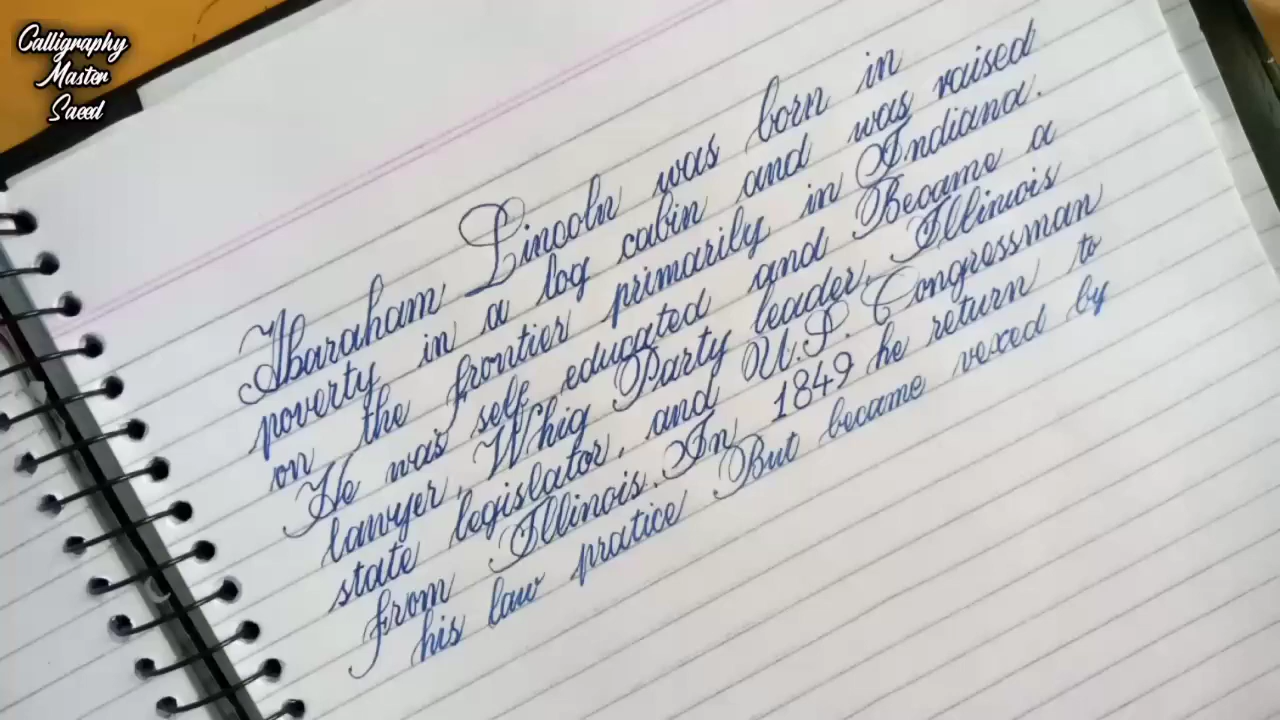 Calligraphy
Master
Saeed
Abaraham Lincoln was born in
poverty in a log cabin and was raised
on the frontier primarily in Indiana.
He was self educated and Became a
lawyer, Whig Party leader, Illiniois
state legislator, and U.S. Congressman
from Illinois. In 1849 he return to
his law pratice But became vexed by